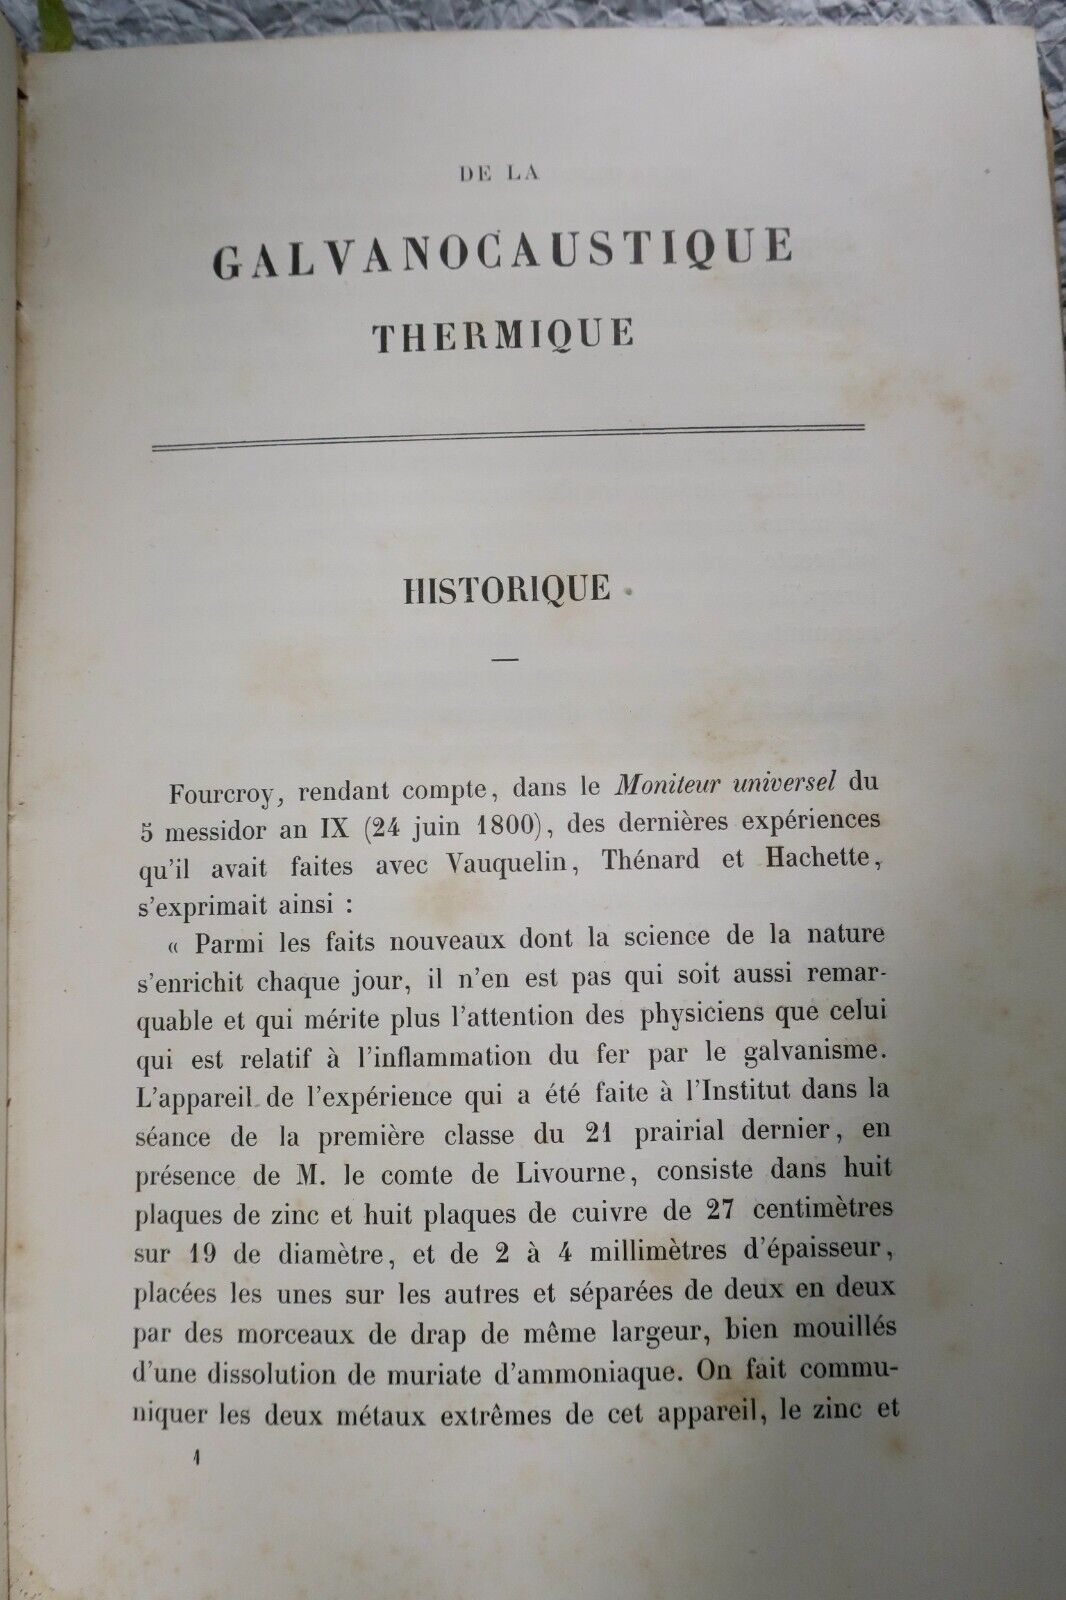 DE LA
GALVANOCAUSTIQUE
THERMIQUE
HISTORIQUE
Fourcroy, rendant compte, dans le Moniteur universel du
5 messidor an IX (24 juin 1800), des dernières expériences
qu'il avait faites avec Vauquelin, Thénard et Hachette,
s'exprimait ainsi :
« Parmi les faits nouveaux dont la science de la nature
s'enrichit chaque jour, il n'en est pas qui soit aussi remar-
quable et qui mérite plus l'attention des physiciens que celui
qui est relatif à l'inflammation du fer par le galvanisme.
L'appareil de l'expérience qui a été faite à l'Institut dans la
séance de la première classe du 21 prairial dernier, en
présence de M. le comte de Livourne, consiste dans huit
plaques de zinc et huit plaques de cuivre de 27 centimètres
sur 19 de diamètre, et de 2 à 4 millimètres d'épaisseur,
placées les unes sur les autres et séparées de deux en deux
par des morceaux de drap de même largeur, bien mouillés
d'une dissolution de muriate d'ammoniaque. On fait commu-
niquer les deux métaux extrêmes de cet appareil, le zinc et
1